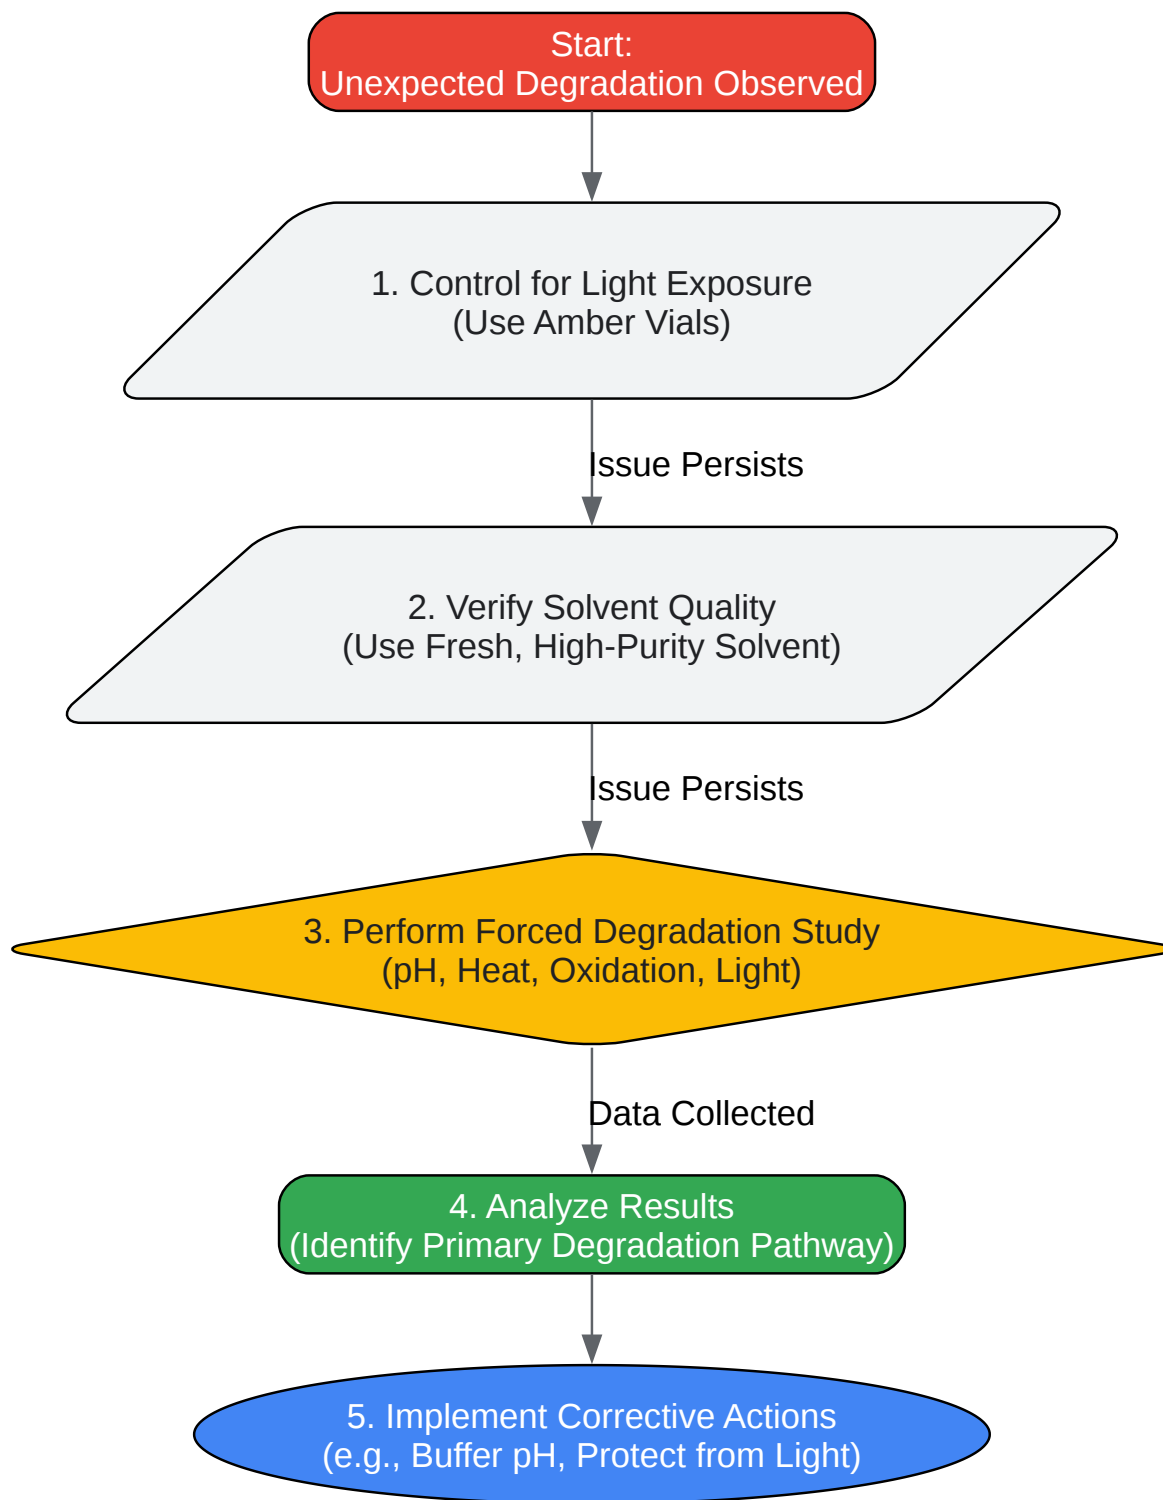 Start:
Unexpected Degradation Observed
1. Control for Light Exposure
(Use Amber Vials)
Issue Persists
2. Verify Solvent Quality
(Use Fresh, High-Purity Solvent)
Issue Persists
3. Perform Forced Degradation Study
(pH, Heat, Oxidation, Light)
Data Collected
4. Analyze Results
(Identify Primary Degradation Pathway)
5. Implement Corrective Actions
(e.g., Buffer pH, Protect from Light)